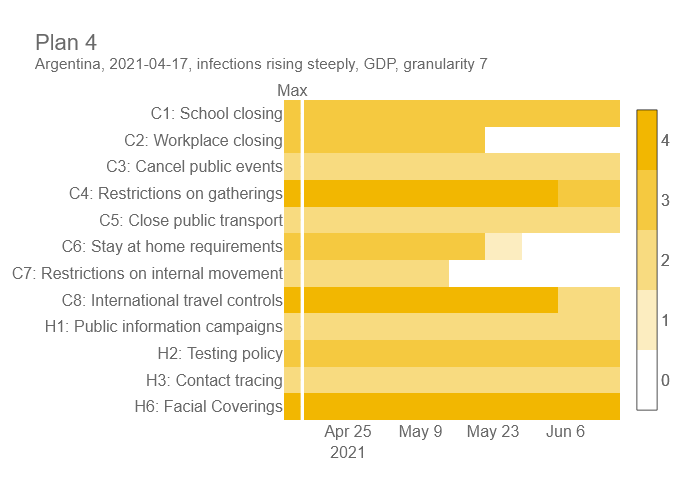 Plan 4
Argentina, 2021-04-17, infections rising steeply, GDP, granularity 7
Max
C1: School closing
C2: Workplace closing
C3: Cancel public events
C4: Restrictions on gatherings
C5: Close public transport
C6: Stay at home requirements
C7: Restrictions on internal movement
C8: International travel controls
H1: Public information campaigns
H2: Testing policy
H3: Contact tracing
H6: Facial Coverings
Apr 25 May 9 May 23 Jun 6
2021
4
3
2
1
0